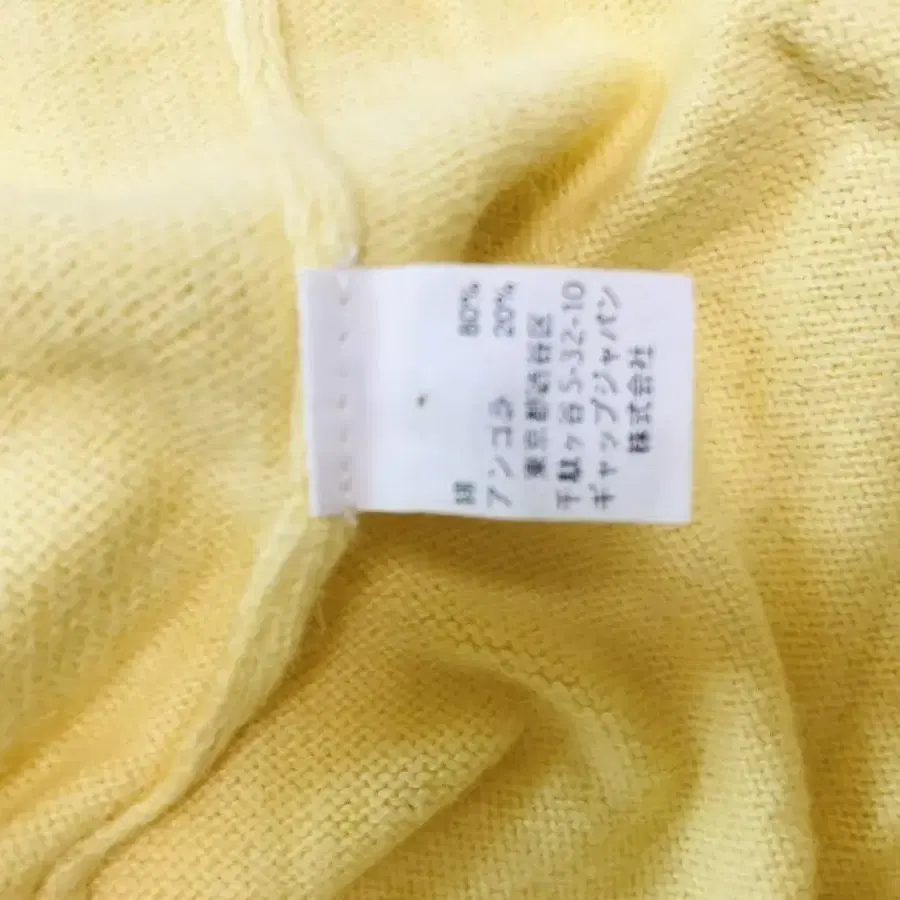 80%
アンゴラ 20%
東京都渋谷区
千駄ヶ谷5-32-10
ギャップジャパン
株式会社